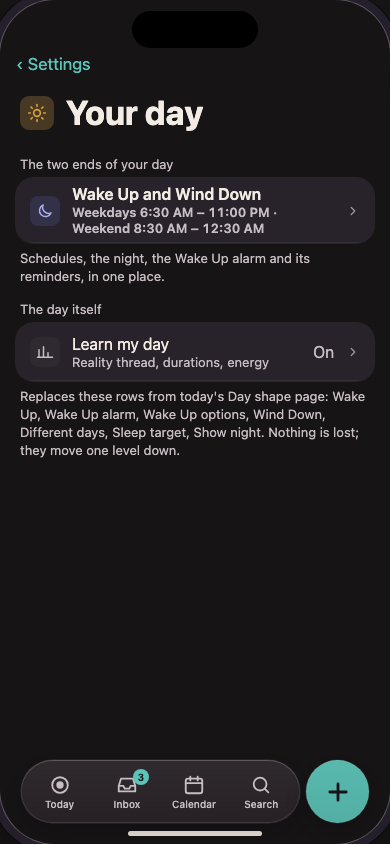 ‹ Settings
Your day
The two ends of your day
Wake Up and Wind Down
Weekdays 6:30 AM – 11:00 PM ·
Weekend 8:30 AM – 12:30 AM
Schedules, the night, the Wake Up alarm and its
reminders, in one place.
The day itself
Learn my day
Reality thread, durations, energy
On
Replaces these rows from today's Day shape page: Wake
Up, Wake Up alarm, Wake Up options, Wind Down,
Different days, Sleep target, Show night. Nothing is lost;
they move one level down.
3
Today
Inbox
Calendar
Search